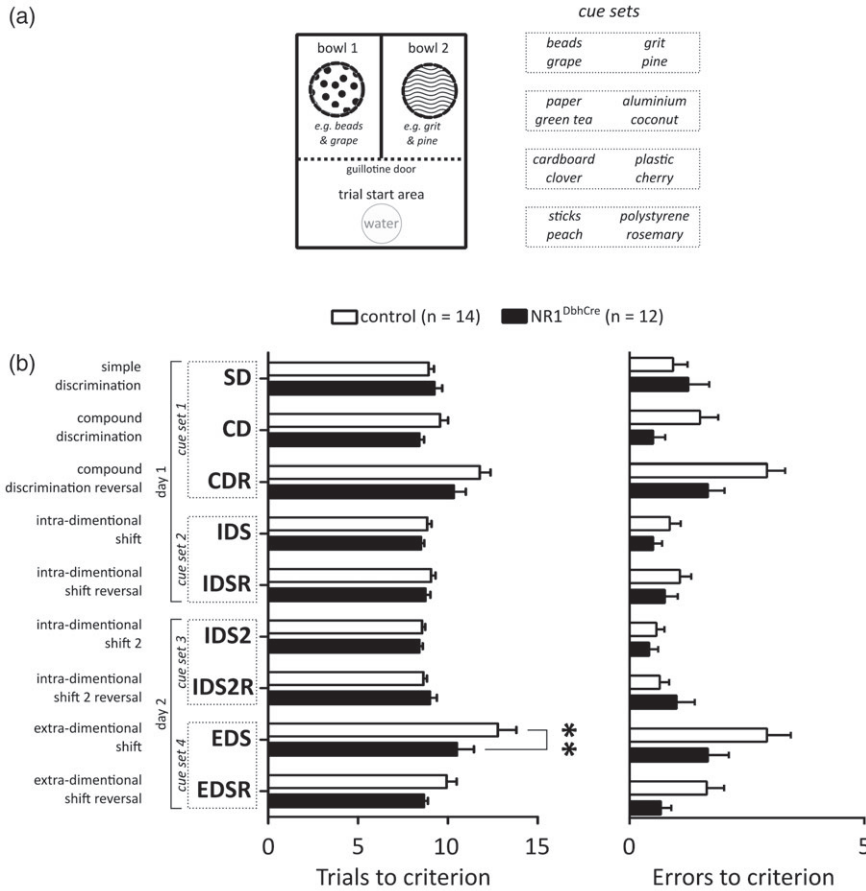 (a)
cue sets
bowl 1 bowl 2
e.g. beads e.g. grit
& grape & pine
guillotine door
trial start area
water
beads grit
grape pine
paper aluminium
green tea coconut
cardboard plastic
clover cherry
sticks polystyrene
peach rosemary
control (n = 14) NR1DbhCre (n = 12)
(b)
day 1
cue set 1
simple
discrimination
SD
compound
discrimination
CD
compound
discrimination reversal
CDR
cue set 2
intra-dimentional
shift
IDS
intra-dimentional
shift reversal
IDSR
day 2
cue set 3
intra-dimentional
shift 2
IDS2
intra-dimentional
shift 2 reversal
IDS2R
cue set 4
extra-dimentional
shift
EDS
extra-dimentional
shift reversal
EDSR
* *
0 5 10 15
Trials to criterion
0 5
Errors to criterion